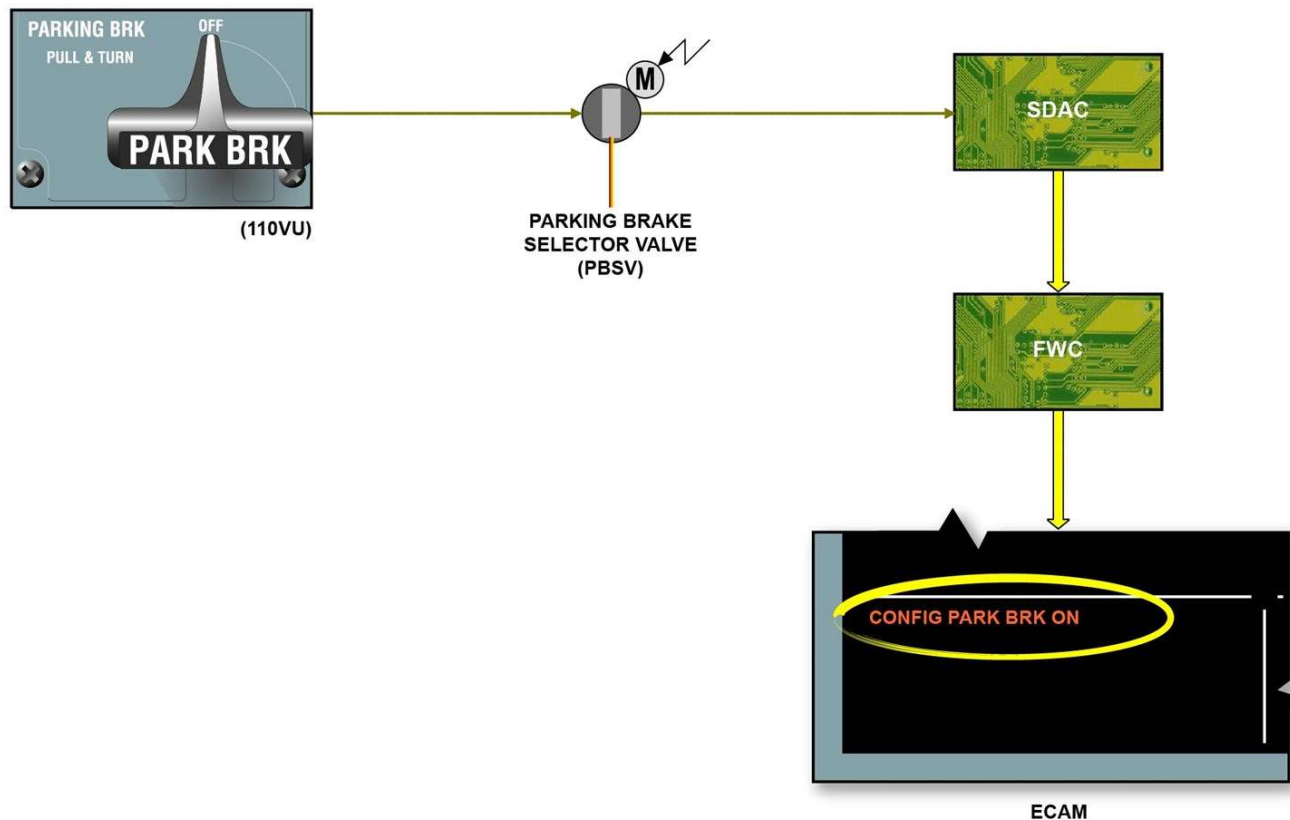 PARKING BRK
OFF
PULL & TURN
PARK BRK
(110VU)
M
PARKING BRAKE
SELECTOR VALVE
(PBSV)
SDAC
FWC
CONFIG PARK BRK ON
ECAM